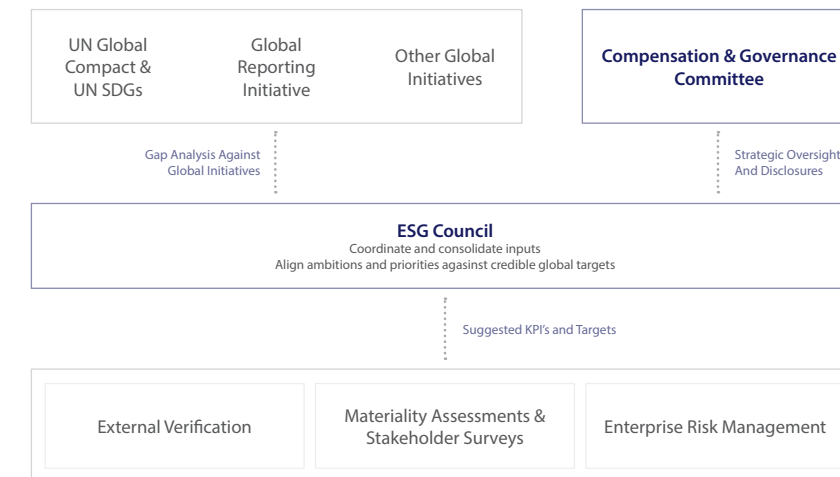 UN Global
Compact &
UN SDGs
Global
Reporting
Initiative
Other Global
Initiatives
Compensation & Governance
Committee
Gap Analysis Against
Global Initiatives
Strategic Oversight
And Disclosures
ESG Council
Coordinate and consolidate inputs
Align ambitions and priorities agasinst credible global targets
Suggested KPI's and Targets
External Verification
Materiality Assessments &
Stakeholder Surveys
Enterprise Risk Management